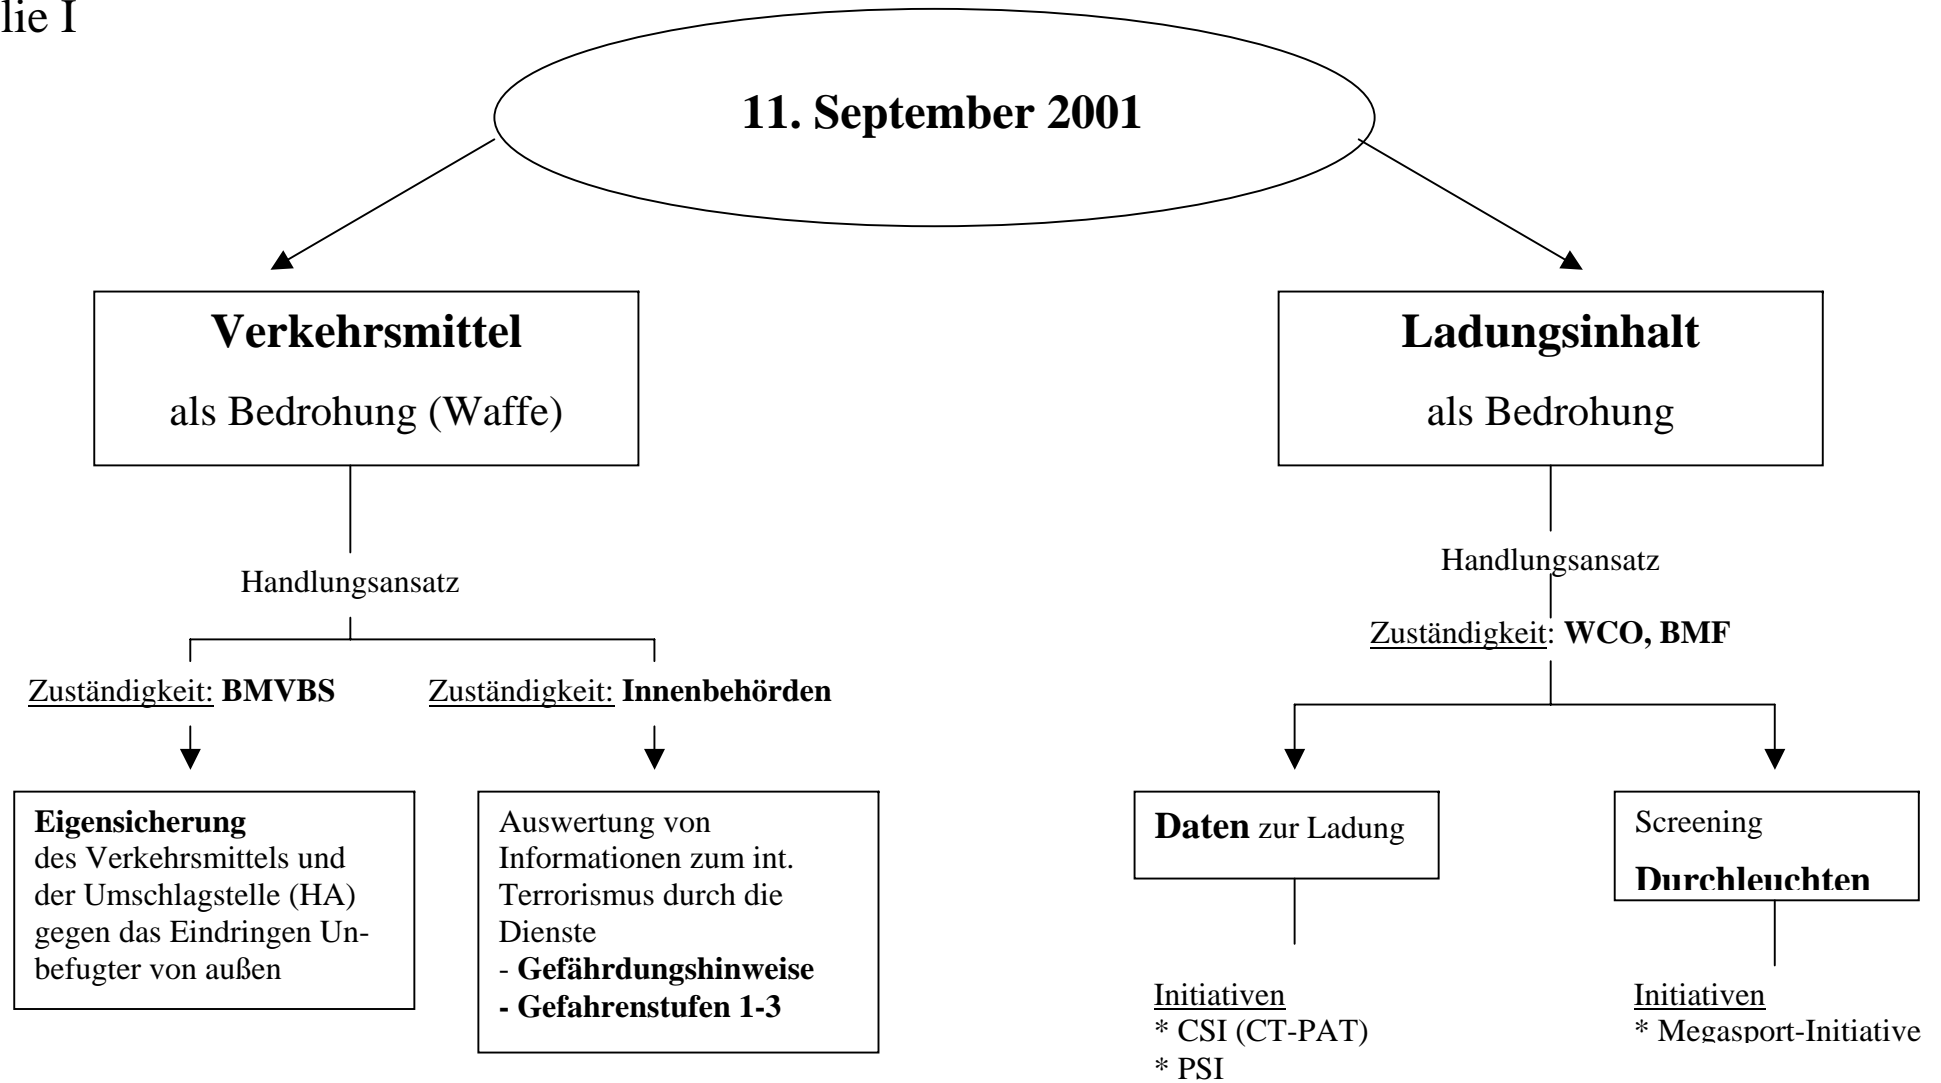 lie I
11. September 2001
Verkehrsmittel
als Bedrohung (Waffe)
Handlungsansatz
Zuständigkeit: BMVBS
Eigensicherung
des Verkehrsmittels und
der Umschlagstelle (HA)
gegen das Eindringen Un-
befugter von außen
Zuständigkeit: Innenbehörden
Auswertung von
Informationen zum int.
Terrorismus durch die
Dienste
- Gefährdungshinweise
- Gefahrenstufen 1-3
Ladungsinhalt
als Bedrohung
Handlungsansatz
Zuständigkeit: WCO, BMF
Daten zur Ladung
Initiativen
* CSI (CT-PAT)
* PSI
Screening
Durchleuchten
Initiativen
* Megasport-Initiative